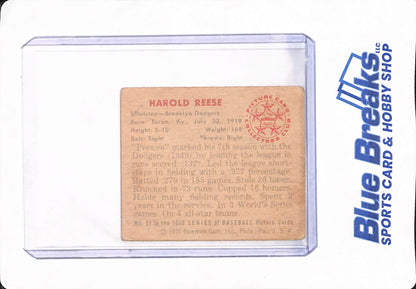 HAROLD REESE
Shortstop—Brooklyn Dodgers
Born: Ekron, Ky., July 23, 1919
Height: 5-10 Weight: 168
Bats: Right Throws: Right
"Peewee" marked his 7th season with the
Dodgers (1949) by leading the league in
runs scored (132). Led the league short-
stops in fielding with a .977 percentage
Batted .279 in 155 games. Stole 26 bases.
Knocked in 73 runs. Copped 16 homers.
Holds many fielding records. Spent 3
years in the service. In 3 World's Series
Games. On 4 all-star teams.
No. 21 in the 1950 SERIES OF BASEBALL Picture Cards
© 1950 Bowman Gum, Inc., Phila., Pa., U. S. A.
PICTURE CARD
COLLECTORS CLUB
Blue Breaks LLC
SPORTS CARD & HOBBY SHOP